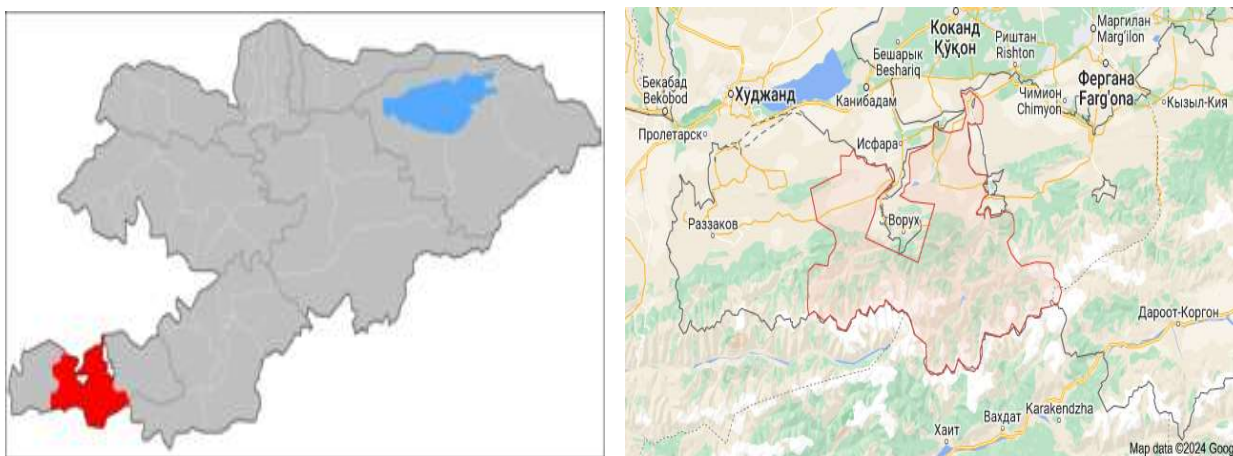 Коканд
Қўқон
Маргилан
Marg'ilon
Бешарык
Beshariq
Риштан
Rishton
Бекабад
Bekobod
Худжанд
Канибадам
Чимион
Chimyon
Фергана
Farg'ona
Кызыл-Кия
Пролетарск
Исфара
Раззаков
Ворух
Дароот-Коргон
Вахдат
Karakendzha
Хаит
Map data ©2024 Goog